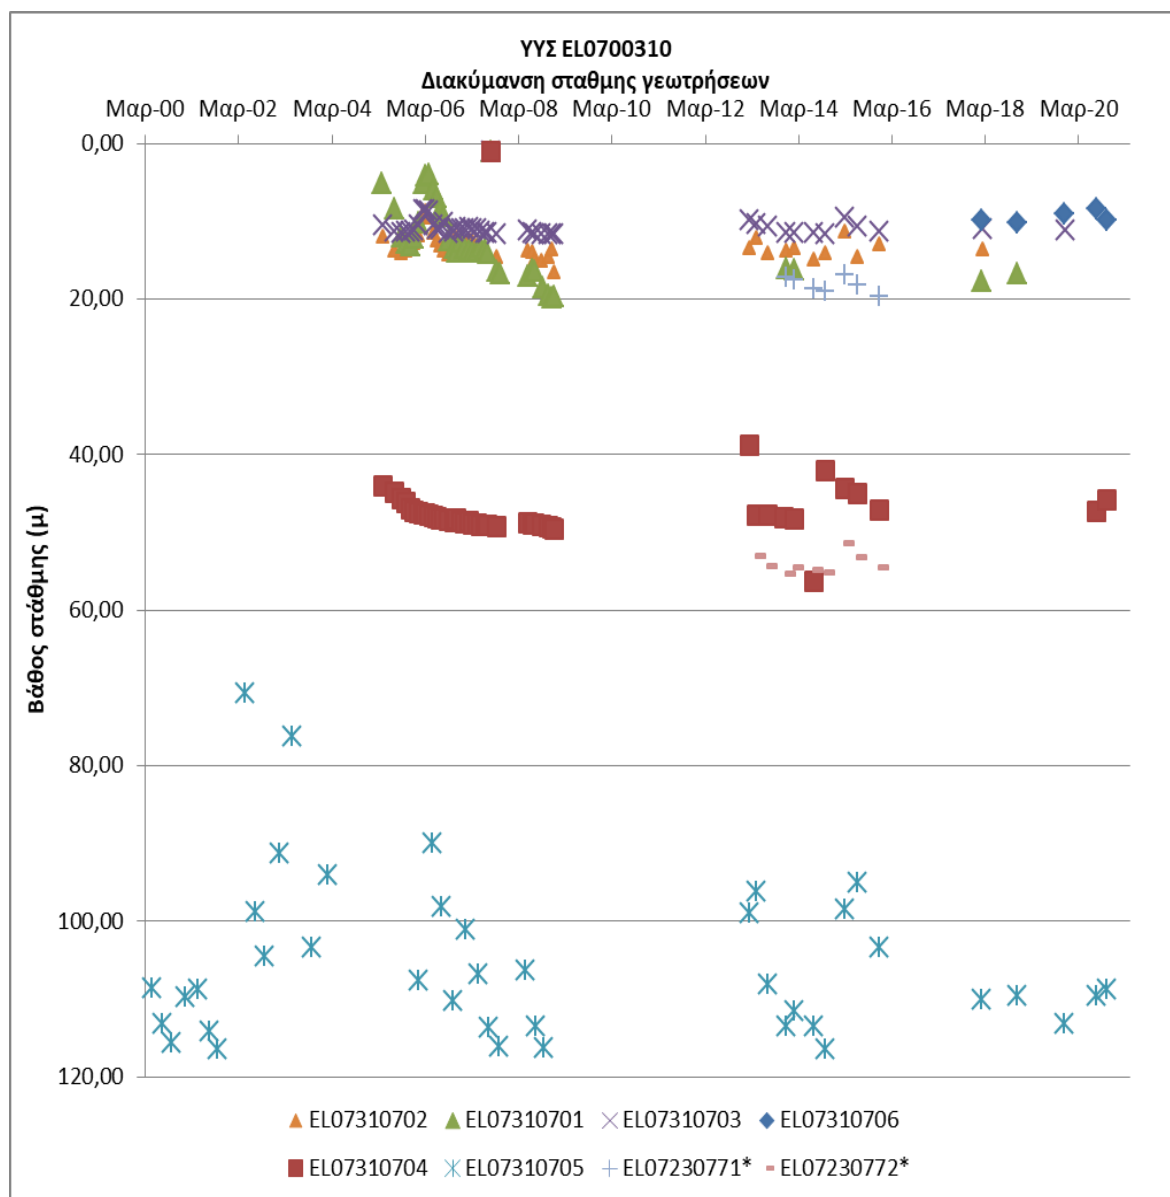 ΥΥΣ EL0700310
Διακύμανση σταθμης γεωτρήσεων
Μαρ-00 Μαρ-02 Μαρ-04 Μαρ-06 Μαρ-08 Μαρ-10 Μαρ-12 Μαρ-14 Μαρ-16 Μαρ-18 Μαρ-20
0,00
20,00
40,00
60,00
80,00
100,00
120,00
Βάθος στάθμης (μ)
EL07310702 EL07310701 EL07310703 EL07310706
EL07310704 EL07310705 EL07230771* EL07230772*